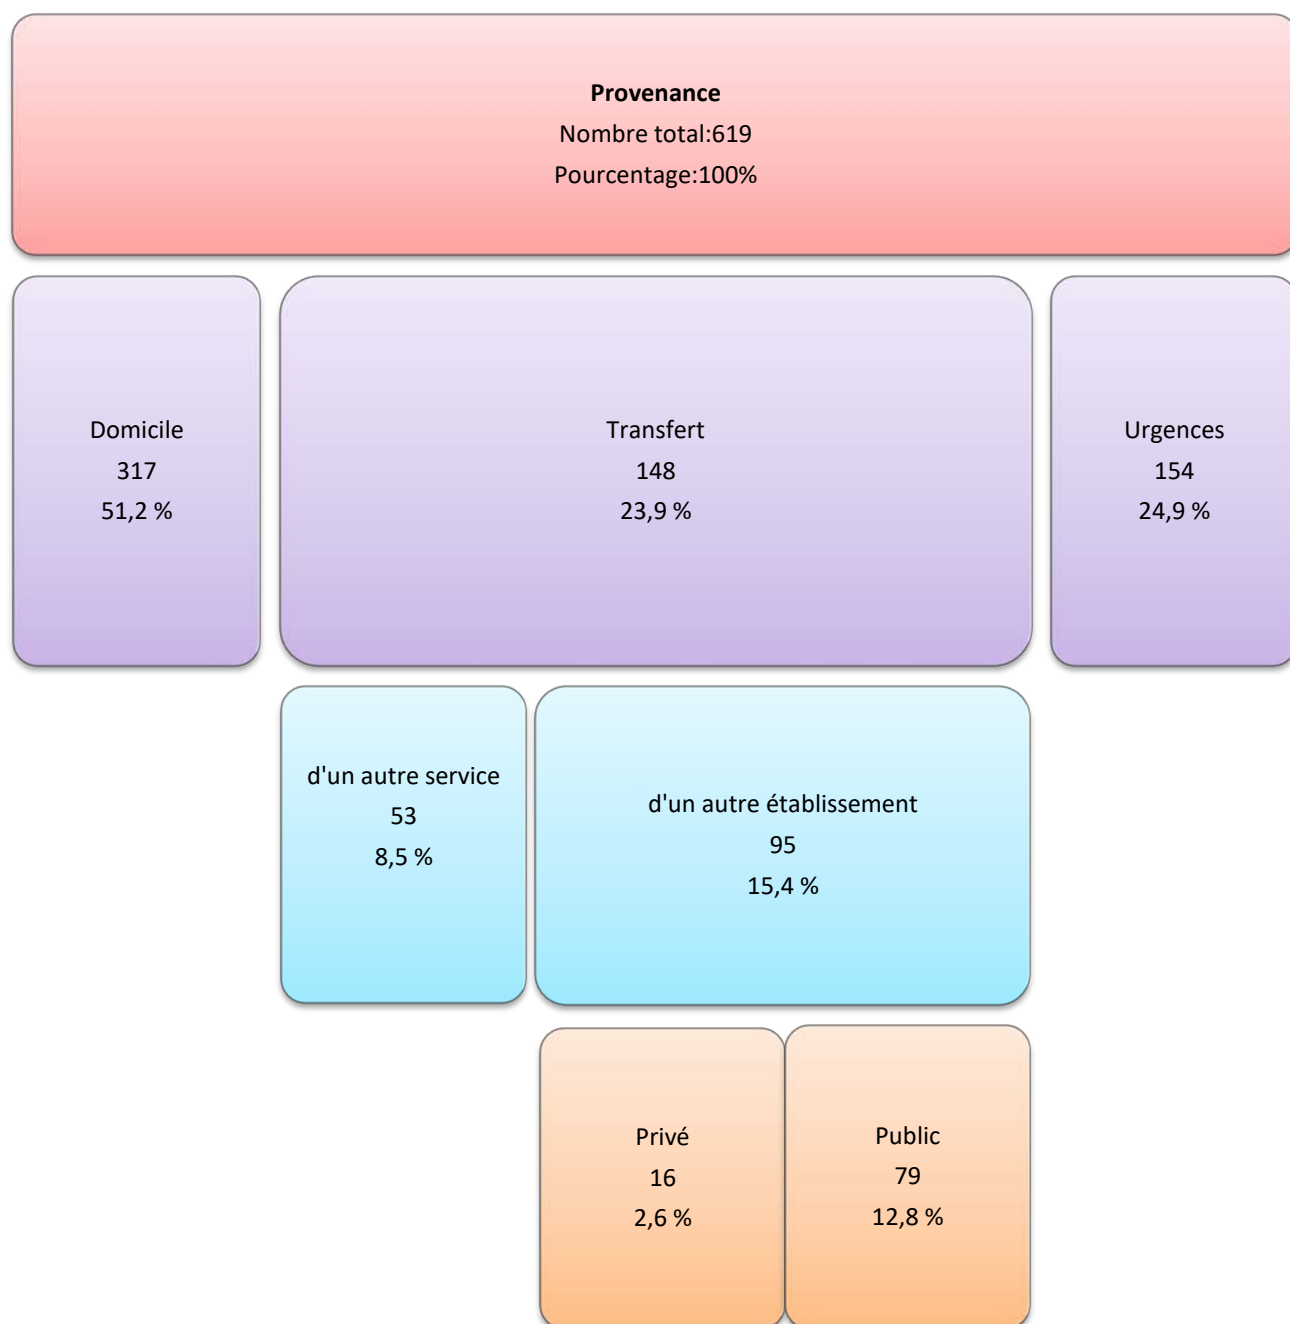 Provenance
Nombre total:619
Pourcentage:100%
Domicile
317
51,2 %
Transfert
148
23,9 %
Urgences
154
24,9 %
d'un autre service
53
8,5 %
d'un autre établissement
95
15,4 %
Privé
16
2,6 %
Public
79
12,8 %